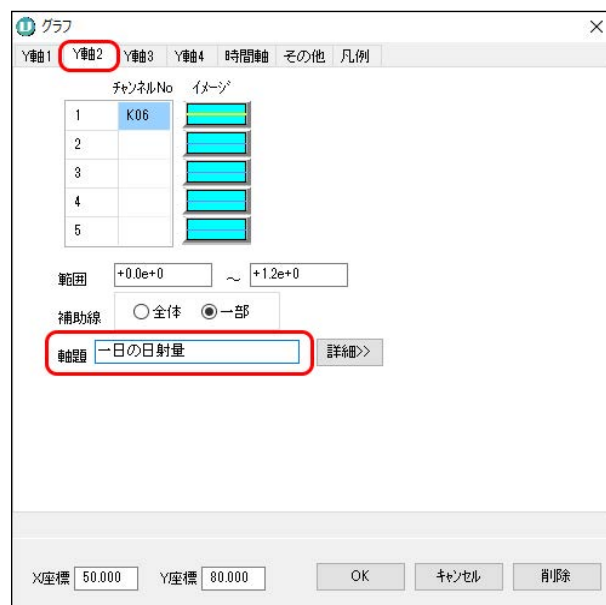 グラフ
Y軸1 Y軸2 Y軸3 Y軸4 時間軸 その他 凡例
チャンネルNo イメージ
1 K06
2
3
4
5
範囲 +0.0e+0 ～ +1.2e+0
補助線 全体 一部
軸題 一日の日射量 詳細>>
X座標 50.000 Y座標 80.000 OK キャンセル 削除